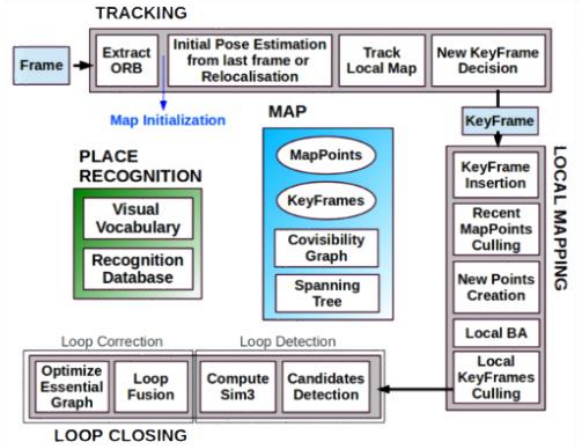 TRACKING
Frame
Extract
ORB
Initial Pose Estimation
from last frame or
Relocalisation
Track
Local Map
New KeyFrame
Decision
Map Initialization
KeyFrame
MAP
MapPoints
KeyFrames
Covisibility
Graph
Spanning
Tree
PLACE
RECOGNITION
Visual
Vocabulary
Recognition
Database
LOCAL MAPPING
KeyFrame
Insertion
Recent
MapPoints
Culling
New Points
Creation
Local BA
Local
KeyFrames
Culling
Loop Correction
Loop Detection
Optimize
Essential
Graph
Loop
Fusion
Compute
Sim3
Candidates
Detection
LOOP CLOSING